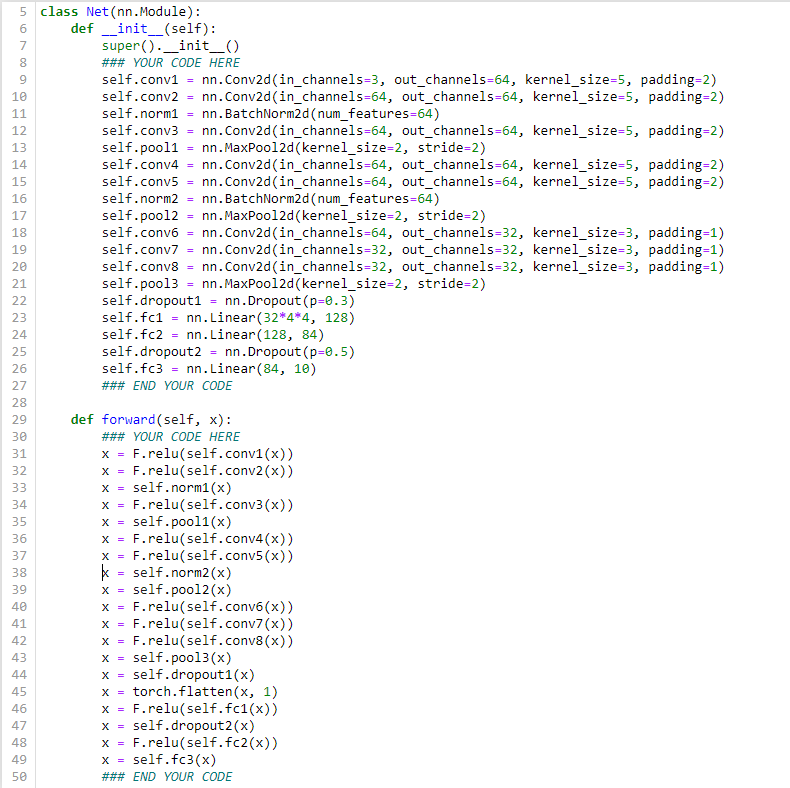 5 class Net(nn.Module):
6     def __init__(self):
7         super().__init__()
8         ### YOUR CODE HERE
9         self.conv1 = nn.Conv2d(in_channels=3, out_channels=64, kernel_size=5, padding=2)
10         self.conv2 = nn.Conv2d(in_channels=64, out_channels=64, kernel_size=5, padding=2)
11         self.norm1 = nn.BatchNorm2d(num_features=64)
12         self.conv3 = nn.Conv2d(in_channels=64, out_channels=64, kernel_size=5, padding=2)
13         self.pool1 = nn.MaxPool2d(kernel_size=2, stride=2)
14         self.conv4 = nn.Conv2d(in_channels=64, out_channels=64, kernel_size=5, padding=2)
15         self.conv5 = nn.Conv2d(in_channels=64, out_channels=64, kernel_size=5, padding=2)
16         self.norm2 = nn.BatchNorm2d(num_features=64)
17         self.pool2 = nn.MaxPool2d(kernel_size=2, stride=2)
18         self.conv6 = nn.Conv2d(in_channels=64, out_channels=32, kernel_size=3, padding=1)
19         self.conv7 = nn.Conv2d(in_channels=32, out_channels=32, kernel_size=3, padding=1)
20         self.conv8 = nn.Conv2d(in_channels=32, out_channels=32, kernel_size=3, padding=1)
21         self.pool3 = nn.MaxPool2d(kernel_size=2, stride=2)
22         self.dropout1 = nn.Dropout(p=0.3)
23         self.fc1 = nn.Linear(32*4*4, 128)
24         self.fc2 = nn.Linear(128, 84)
25         self.dropout2 = nn.Dropout(p=0.5)
26         self.fc3 = nn.Linear(84, 10)
27         ### END YOUR CODE
28
29     def forward(self, x):
30         ### YOUR CODE HERE
31         x = F.relu(self.conv1(x))
32         x = F.relu(self.conv2(x))
33         x = self.norm1(x)
34         x = F.relu(self.conv3(x))
35         x = self.pool1(x)
36         x = F.relu(self.conv4(x))
37         x = F.relu(self.conv5(x))
38         x = self.norm2(x)
39         x = self.pool2(x)
40         x = F.relu(self.conv6(x))
41         x = F.relu(self.conv7(x))
42         x = F.relu(self.conv8(x))
43         x = self.pool3(x)
44         x = self.dropout1(x)
45         x = torch.flatten(x, 1)
46         x = F.relu(self.fc1(x))
47         x = self.dropout2(x)
48         x = F.relu(self.fc2(x))
49         x = self.fc3(x)
50         ### END YOUR CODE